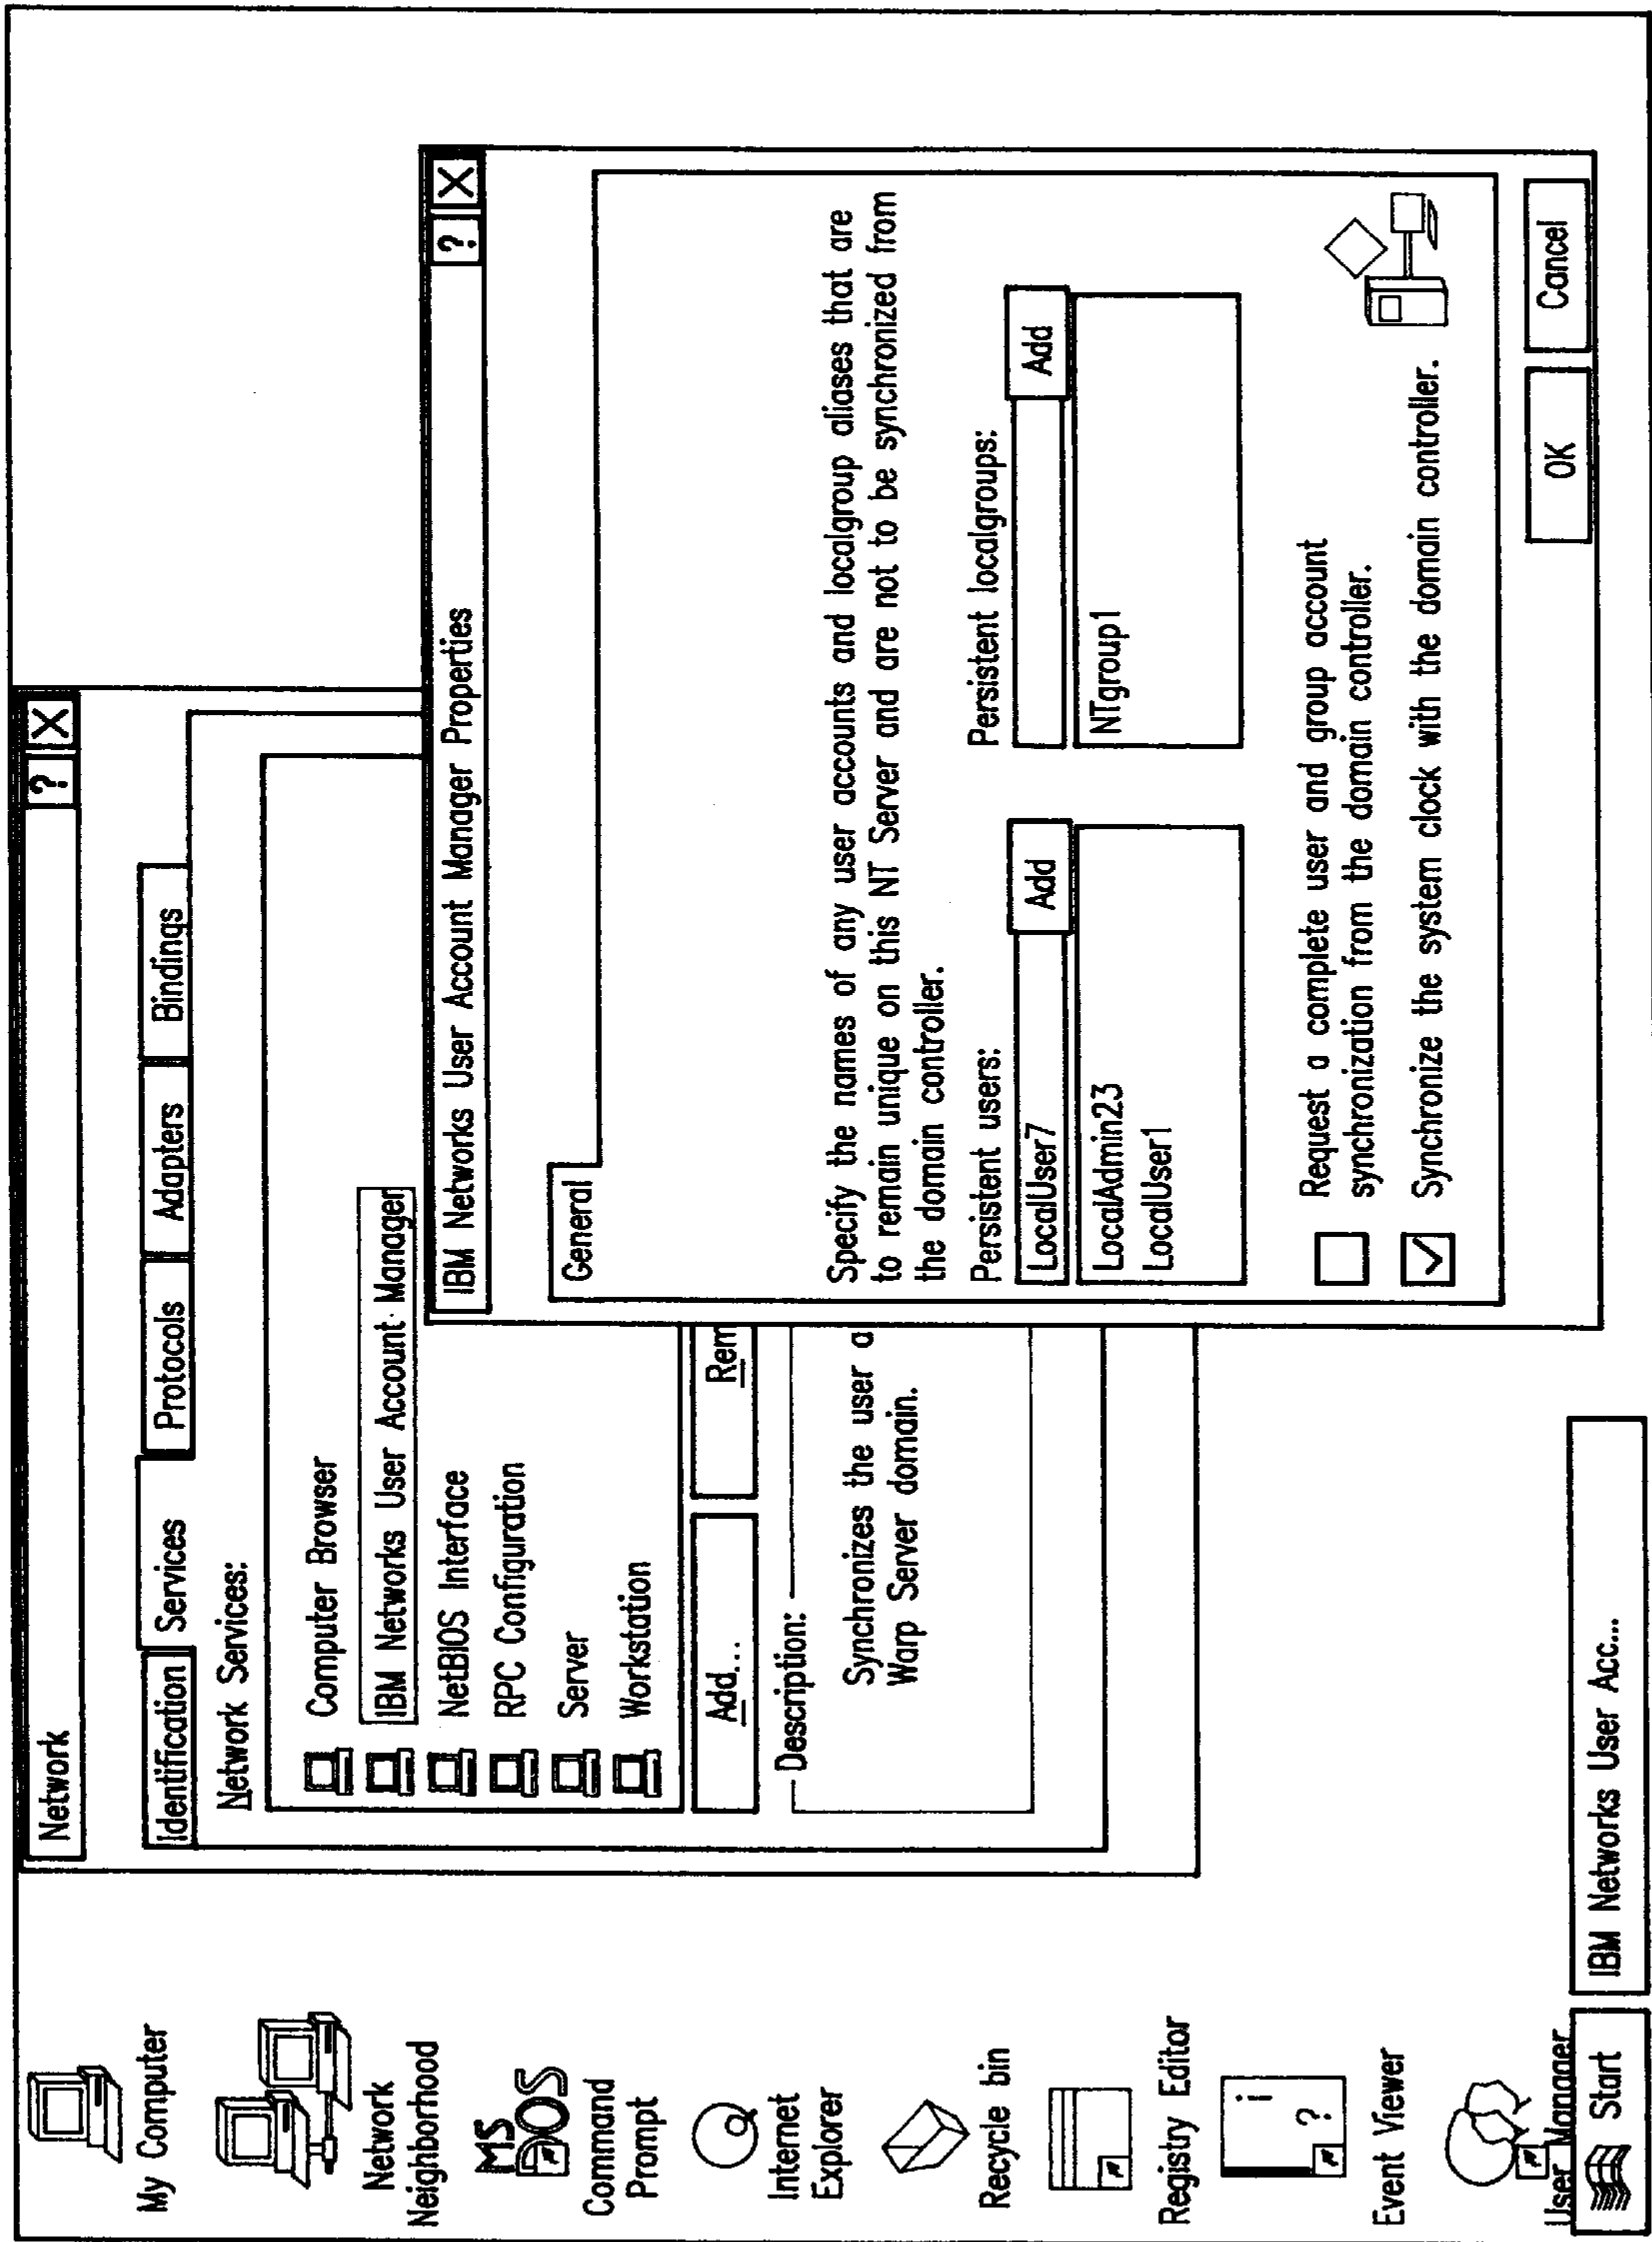 My Computer
Network
Neighborhood
MS
DOS
Command
Prompt
Internet
Explorer
Recycle bin
Registry Editor
i
?
Event Viewer
User Manager
Start
IBM Networks User Acc...
Network
? X
Identification Services Protocols Adapters Bindings
Network Services:
Computer Browser
IBM Networks User Account Manager
NetBIOS Interface
RPC Configuration
Server
Workstation
Add... Rem
Description:
Synchronizes the user a
Warp Server domain.
IBM Networks User Account Manager Properties
? X
General
Specify the names of any user accounts and localgroup aliases that are
to remain unique on this NT Server and are not to be synchronized from
the domain controller.
Persistent users: Persistent localgroups:
LocalUser7 Add Add
LocalAdmin23 NTgroup1
LocalUser1
Request a complete user and group account
synchronization from the domain controller.
Synchronize the system clock with the domain controller.
OK Cancel